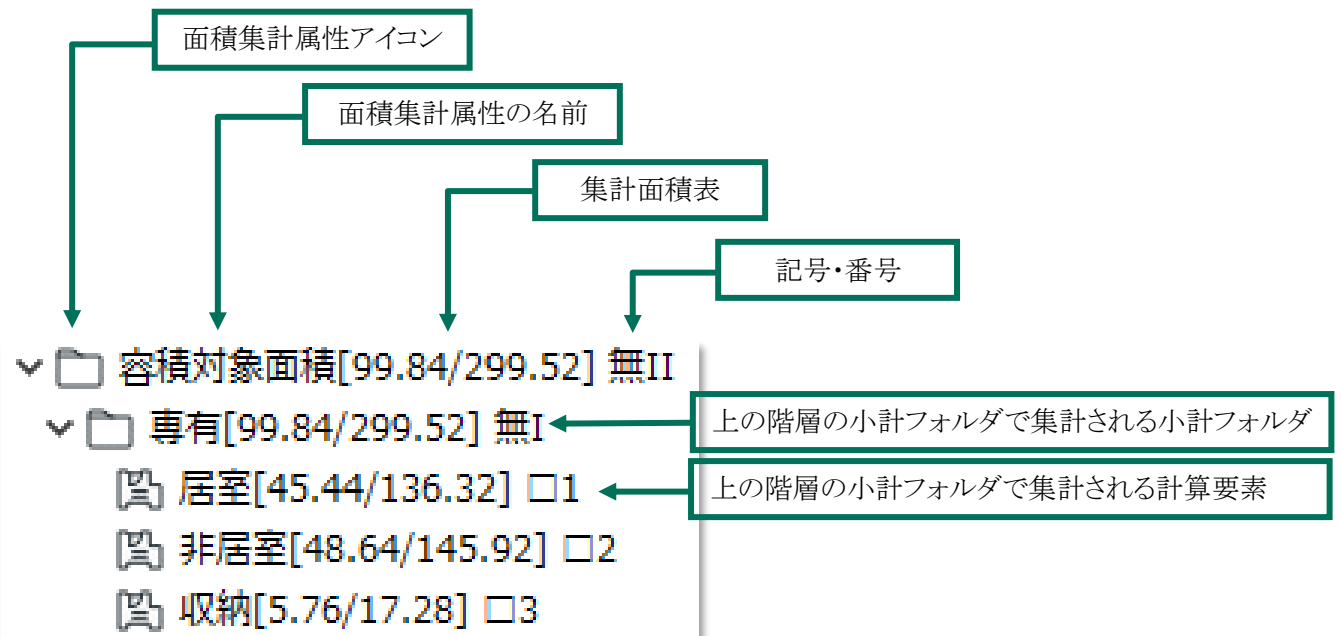 面積集計属性アイコン
面積集計属性の名前
集計面積表
記号・番号
容積対象面積[99.84/299.52] 無II
専有[99.84/299.52] 無I
上の階層の小計フォルダで集計される小計フォルダ
居室[45.44/136.32] □1
上の階層の小計フォルダで集計される計算要素
非居室[48.64/145.92] □2
収納[5.76/17.28] □3